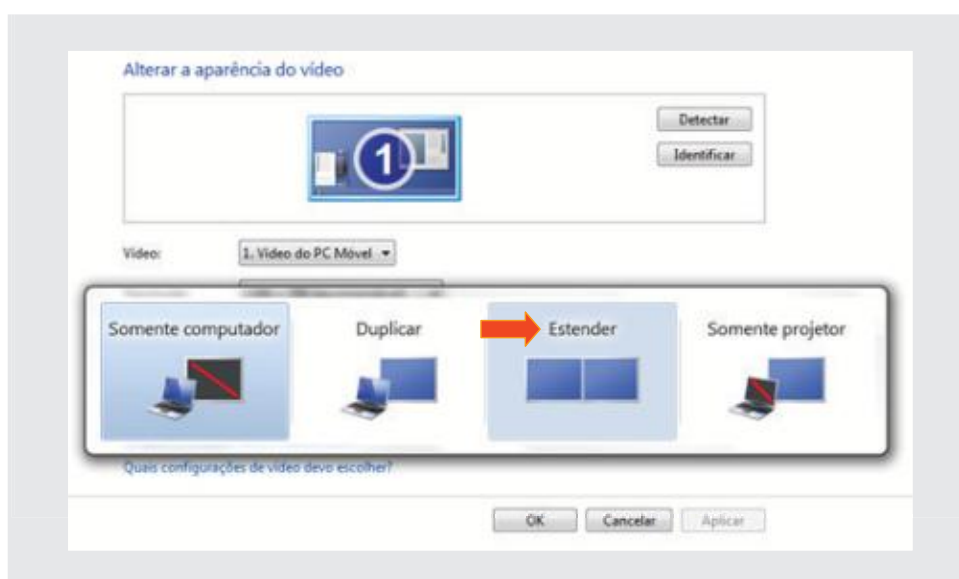 Alterar a aparência do vídeo
1
Detectar
Identificar
Vídeo:
1. Vídeo do PC Móvel
Somente computador
Duplicar
Estender
Somente projetor
Quais configurações de vídeo devo escolher?
OK
Cancelar
Aplicar